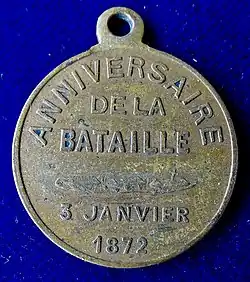 ANNIVERSAIRE
DE LA
BATAILLE
3 JANVIER
1872